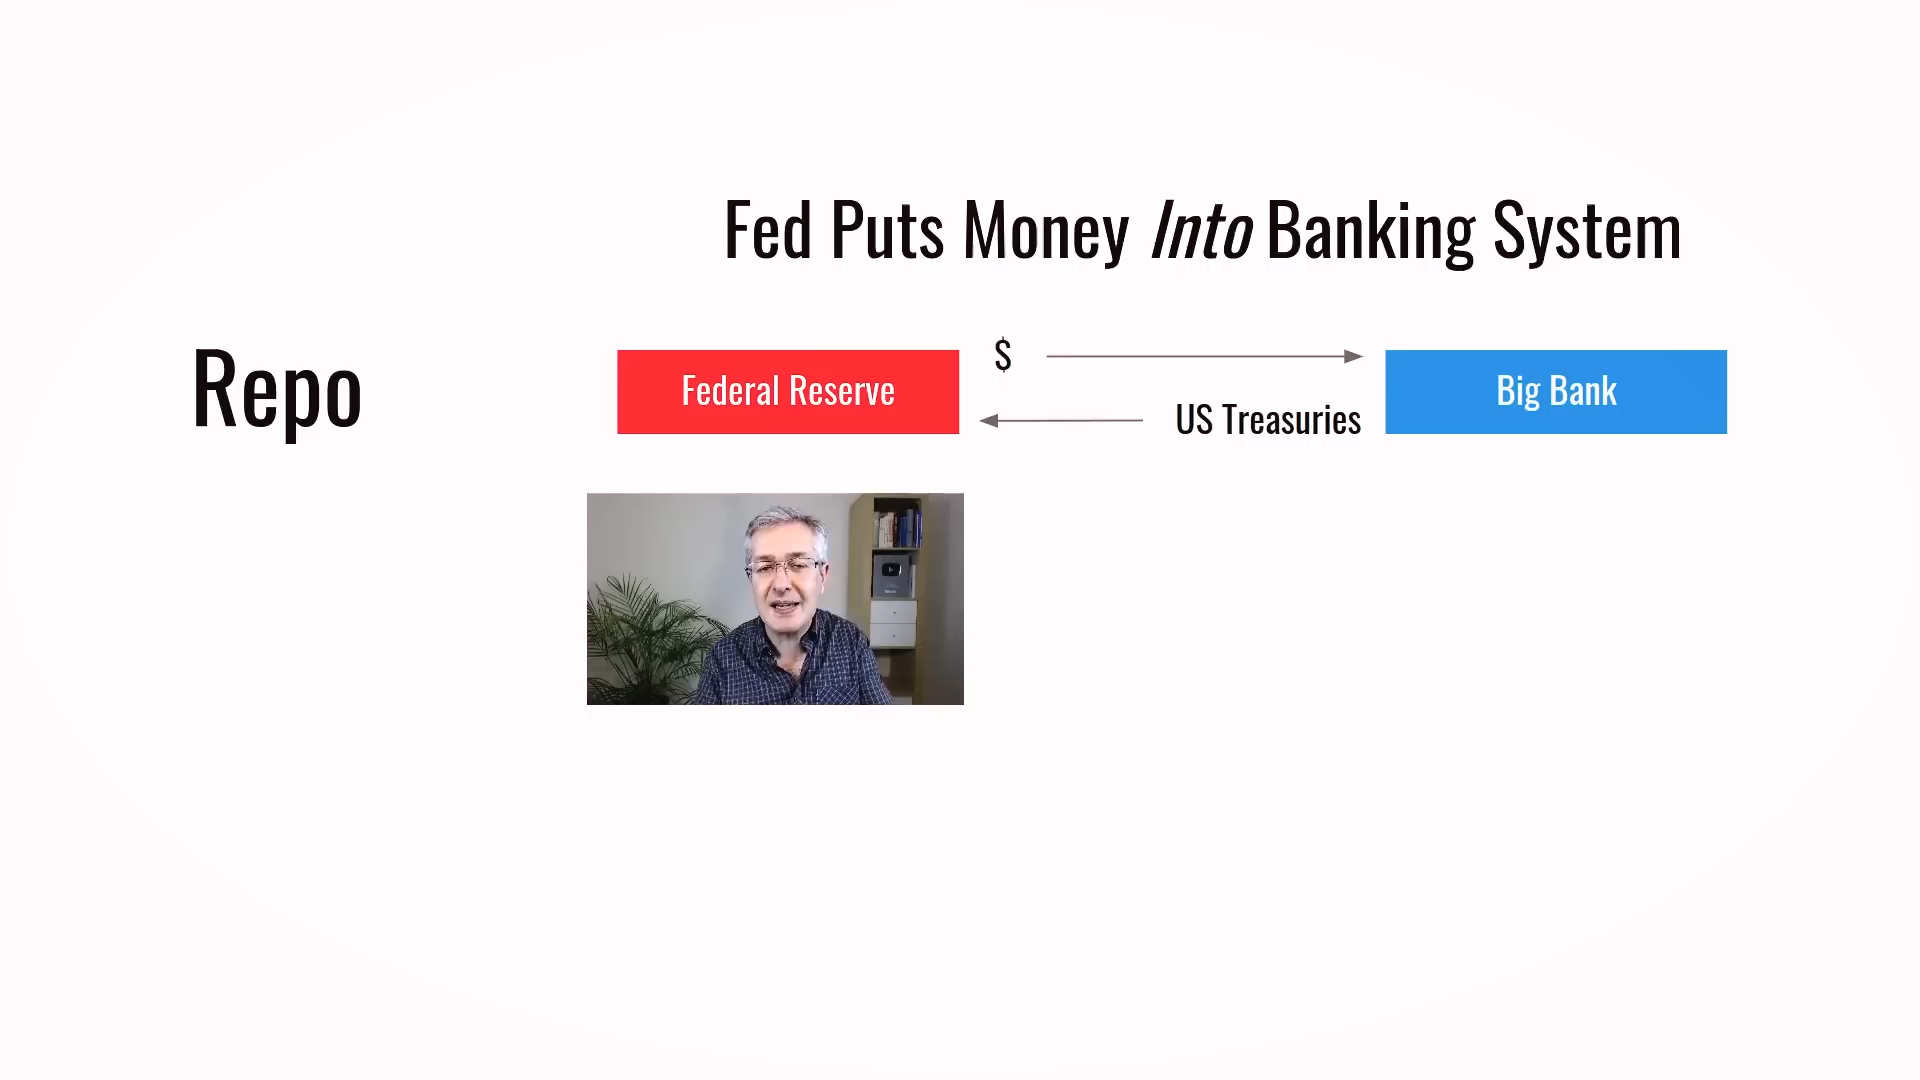 Fed Puts Money Into Banking System
Repo
Federal Reserve
$
Big Bank
US Treasuries